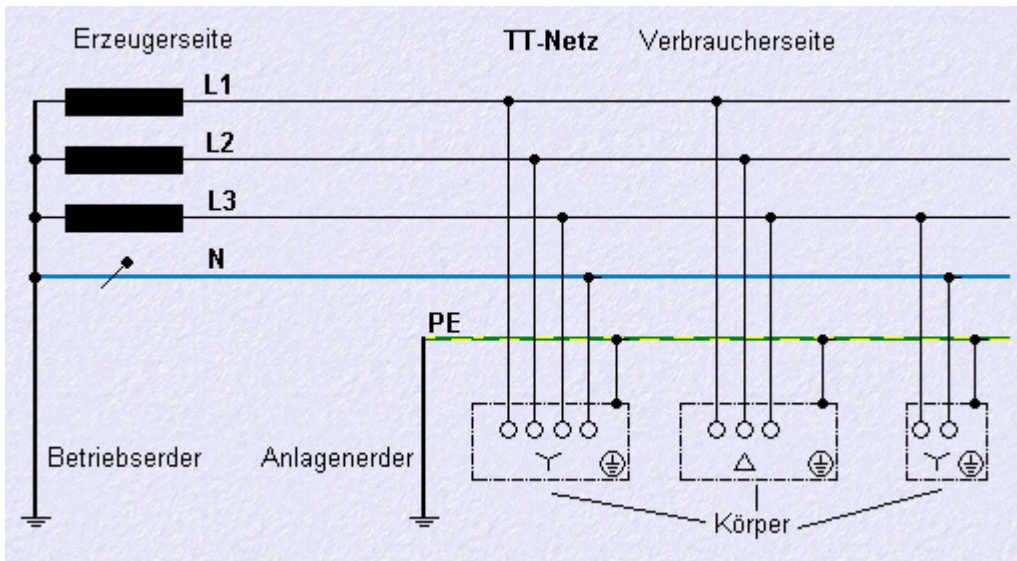 Erzeugerseite TT-Netz Verbraucherseite
L1
L2
L3
N
PE
Betriebserder Anlagenerder
Körper